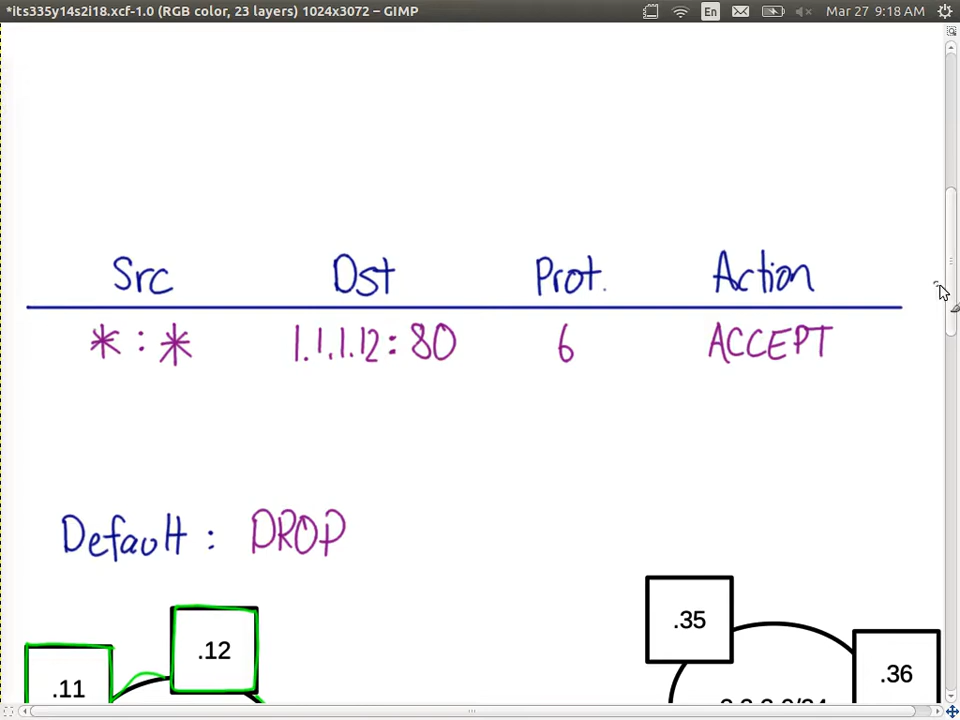 *its335y14s2i18.xcf-1.0 (RGB color, 23 layers) 1024x3072 – GIMP En Mar 27 9:18 AM
Src Dst Prot. Action
* : * 1.1.1.12 : 80 6 ACCEPT
Default : DROP
.35
.12
.36
.11